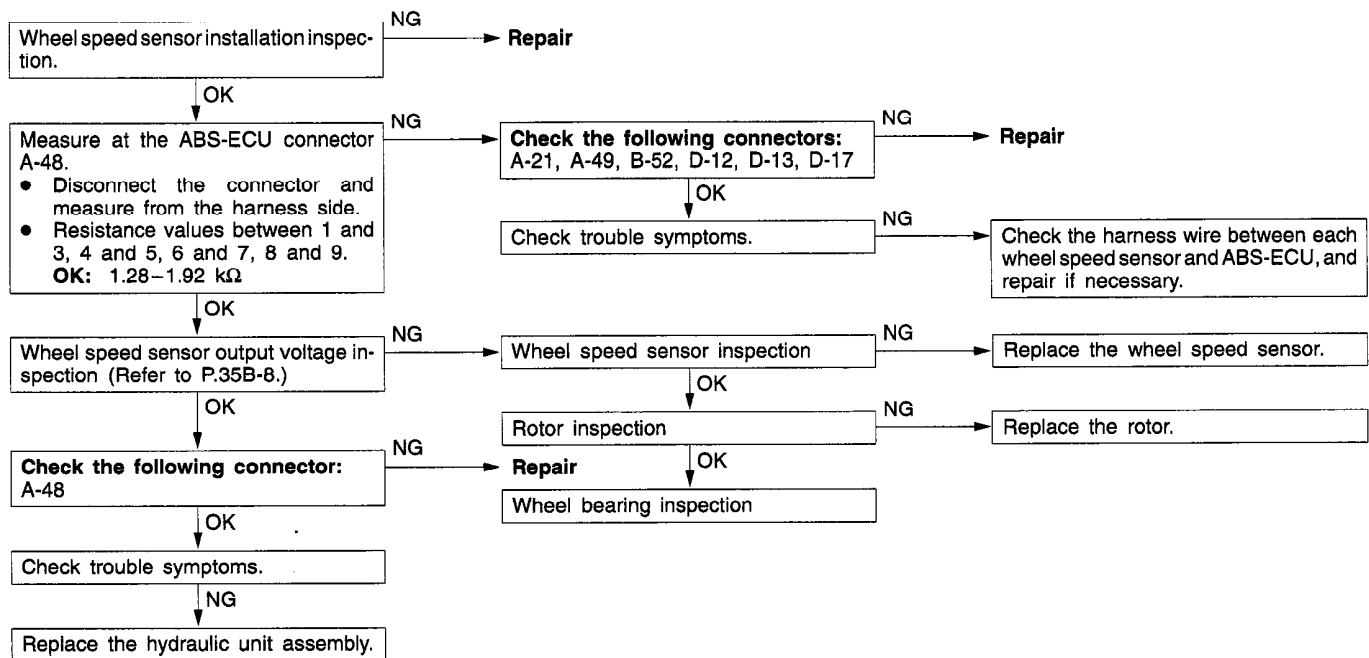 NG
Wheel speed sensor installation inspec-
tion.
Repair
OK
Measure at the ABS-ECU connector
A-48.
● Disconnect the connector and
measure from the harness side.
● Resistance values between 1 and
3, 4 and 5, 6 and 7, 8 and 9.
OK: 1.28–1.92 kΩ
NG
Check the following connectors:
A-21, A-49, B-52, D-12, D-13, D-17
NG
Repair
OK
Check trouble symptoms.
NG
Check the harness wire between each
wheel speed sensor and ABS-ECU, and
repair if necessary.
OK
Wheel speed sensor output voltage in-
spection (Refer to P.35B-8.)
NG
Wheel speed sensor inspection
NG
Replace the wheel speed sensor.
OK
Rotor inspection
NG
Replace the rotor.
OK
Wheel bearing inspection
OK
Check the following connector:
A-48
NG
Repair
OK
Check trouble symptoms.
NG
Replace the hydraulic unit assembly.